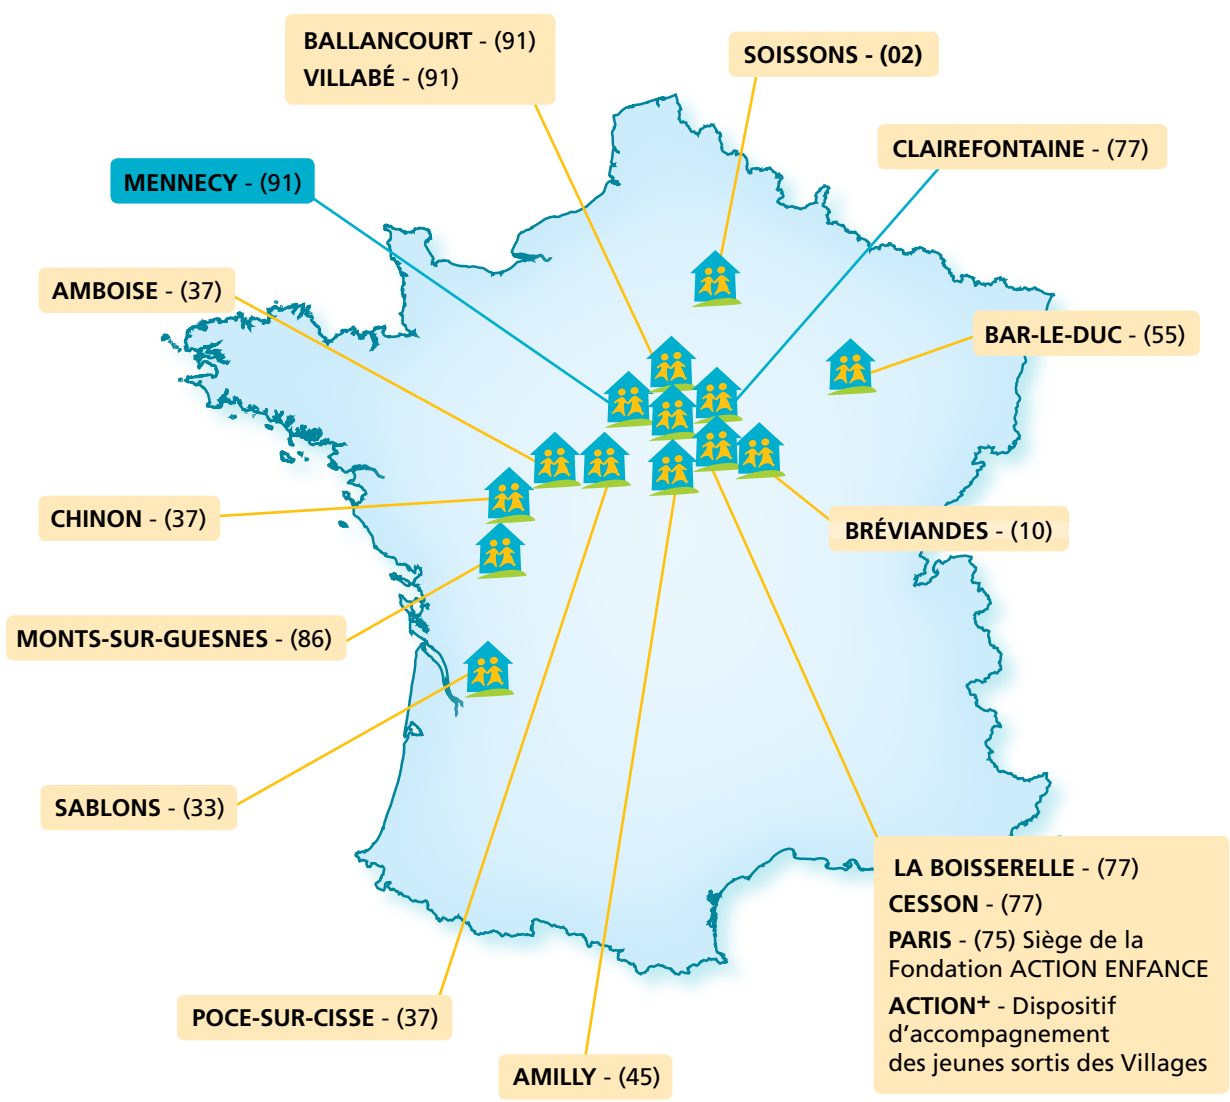 BALLANCOURT - (91)
VILLABÉ - (91)
SOISSONS - (02)
CLAIREFONTAINE - (77)
MENNECY - (91)
AMBOISE - (37)
BAR-LE-DUC - (55)
CHINON - (37)
BRÉVIANDES - (10)
MONTS-SUR-GUESNES - (86)
SABLONS - (33)
LA BOISSERELLE - (77)
CESSON - (77)
PARIS - (75) Siège de la
Fondation ACTION ENFANCE
ACTION+ - Dispositif
d’accompagnement
des jeunes sortis des Villages
POCE-SUR-CISSE - (37)
AMILLY - (45)